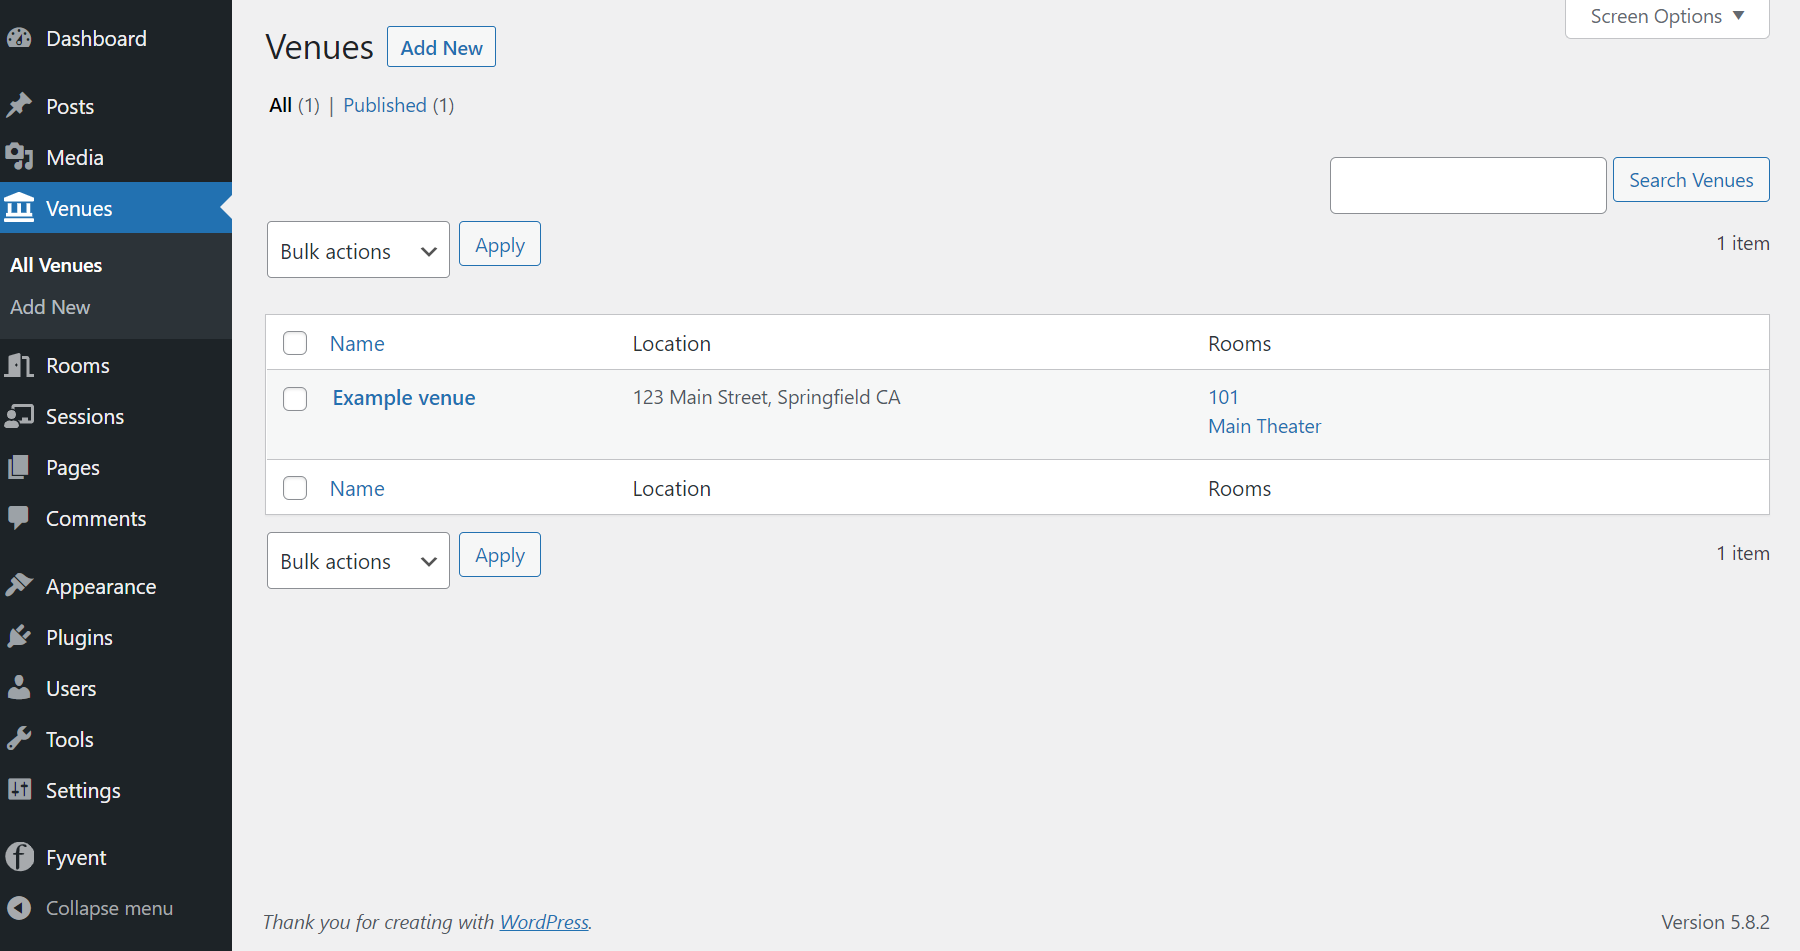 Dashboard
Posts
Media
Venues
All Venues
Add New
Rooms
Sessions
Pages
Comments
Appearance
Plugins
Users
Tools
Settings
Fyvent
Collapse menu
Screen Options ▼
Venues Add New
All (1) | Published (1)
Search Venues
Bulk actions Apply 1 item
Name Location Rooms
Example venue 123 Main Street, Springfield CA 101
Main Theater
Name Location Rooms
Bulk actions Apply 1 item
Thank you for creating with WordPress. Version 5.8.2